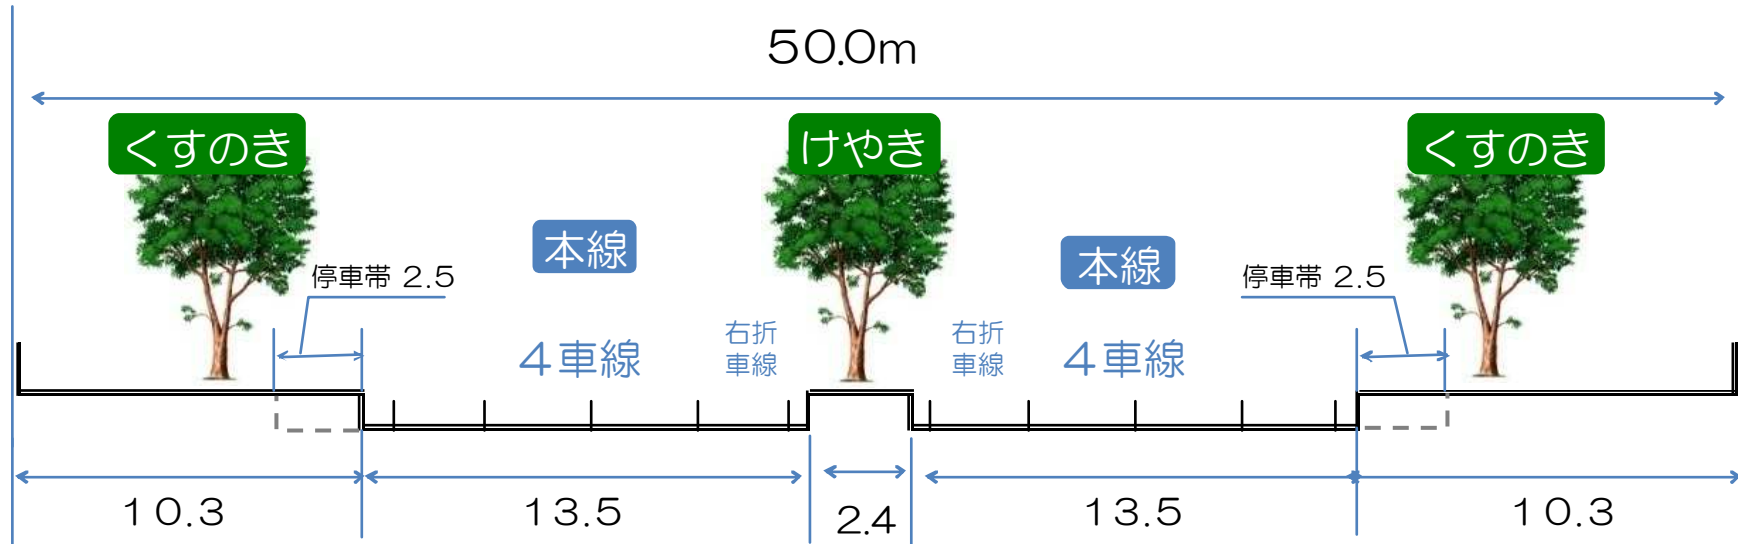 50.0m
くすのき
けやき
くすのき
本線
本線
停車帯 2.5
停車帯 2.5
4車線
右折
車線
右折
車線
4車線
10.3
13.5
2.4
13.5
10.3